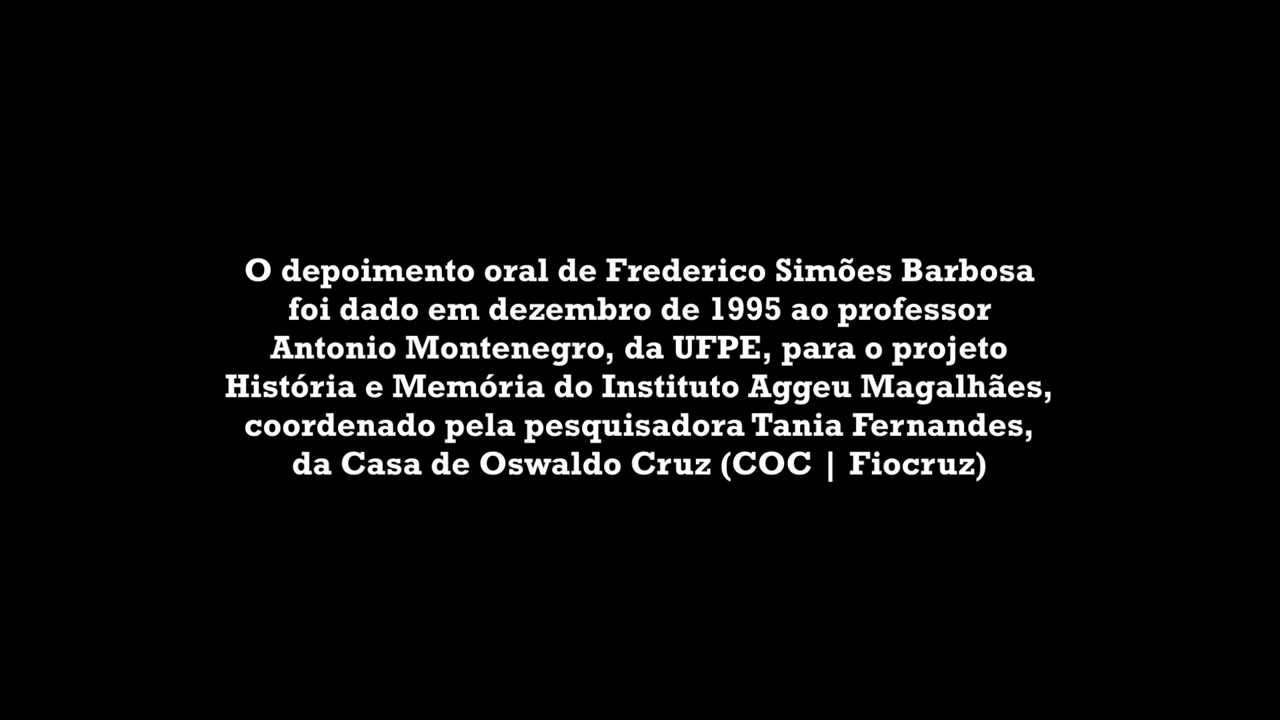 O depoimento oral de Frederico Simões Barbosa
foi dado em dezembro de 1995 ao professor
Antonio Montenegro, da UFPE, para o projeto
História e Memória do Instituto Aggeu Magalhães,
coordenado pela pesquisadora Tania Fernandes,
da Casa de Oswaldo Cruz (COC | Fiocruz)